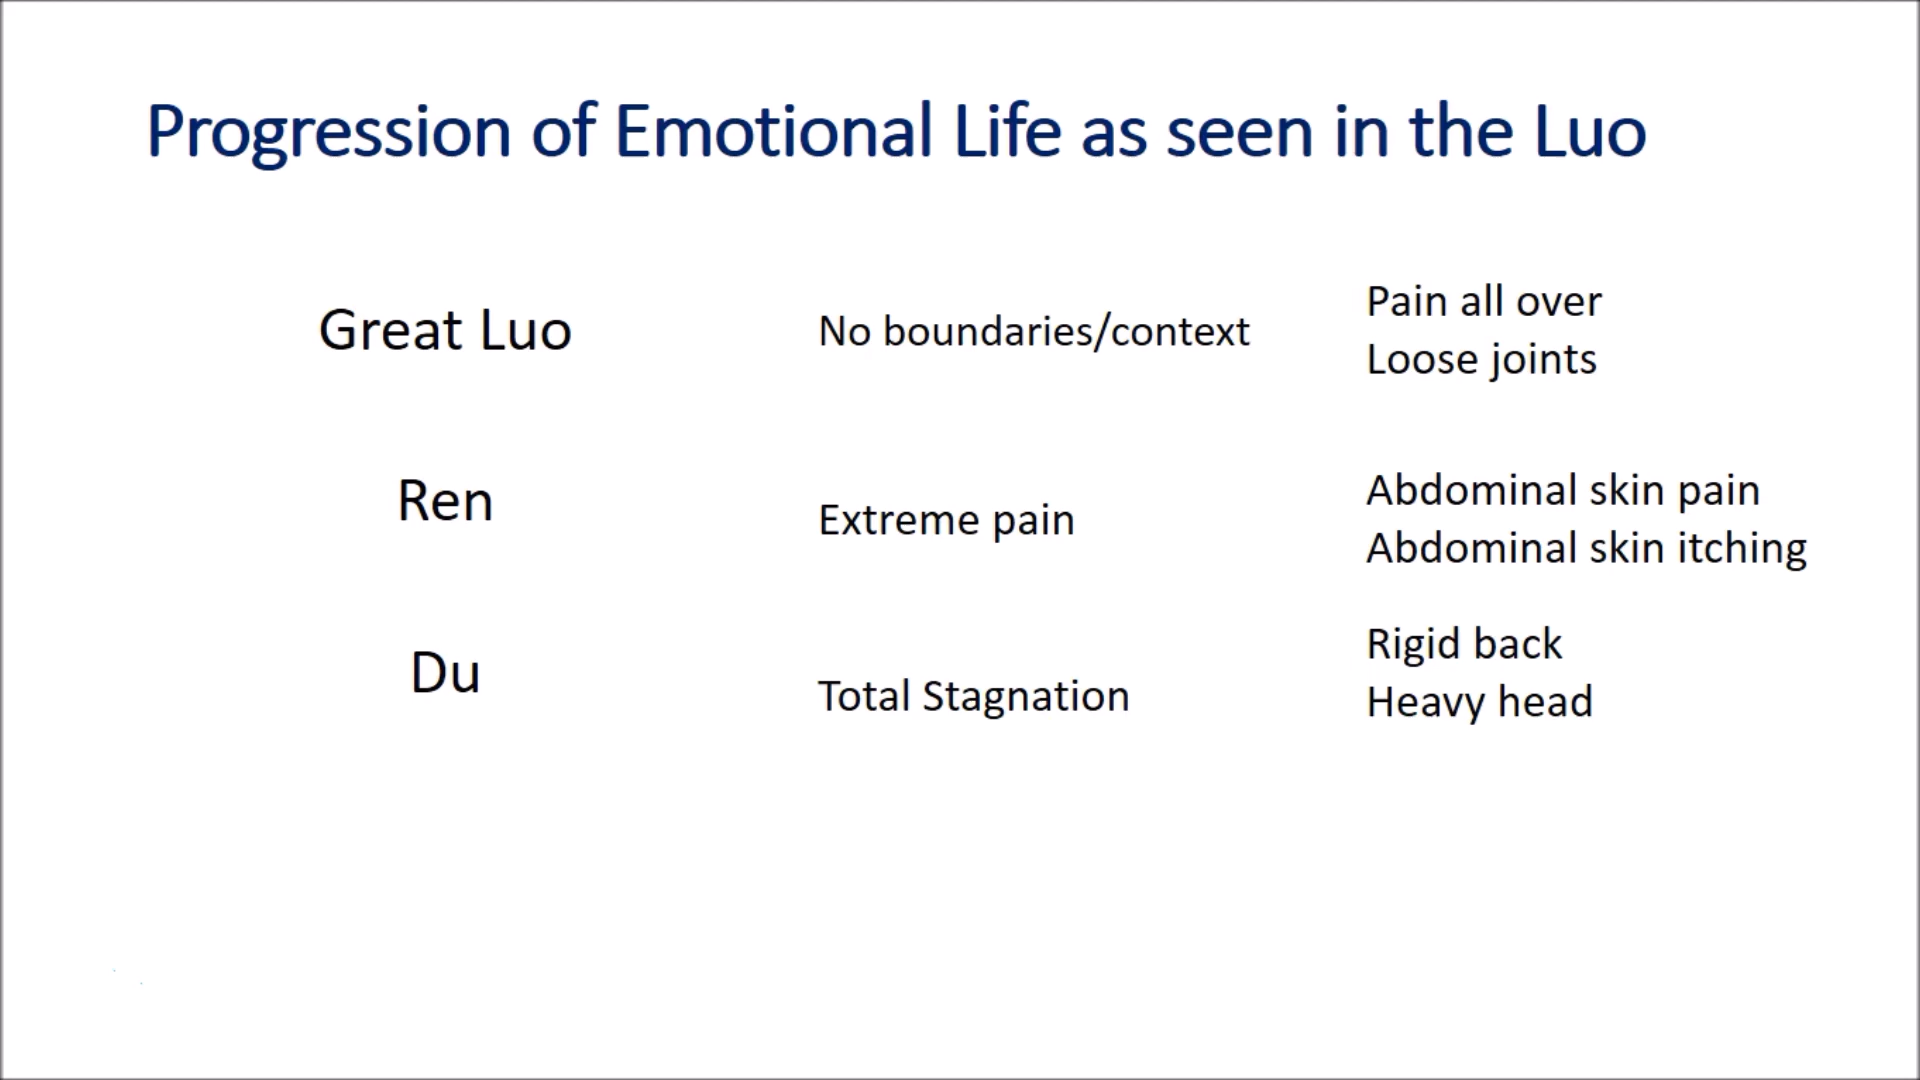 Progression of Emotional Life as seen in the Luo
Great Luo
No boundaries/context
Pain all over
Loose joints
Ren
Extreme pain
Abdominal skin pain
Abdominal skin itching
Du
Total Stagnation
Rigid back
Heavy head